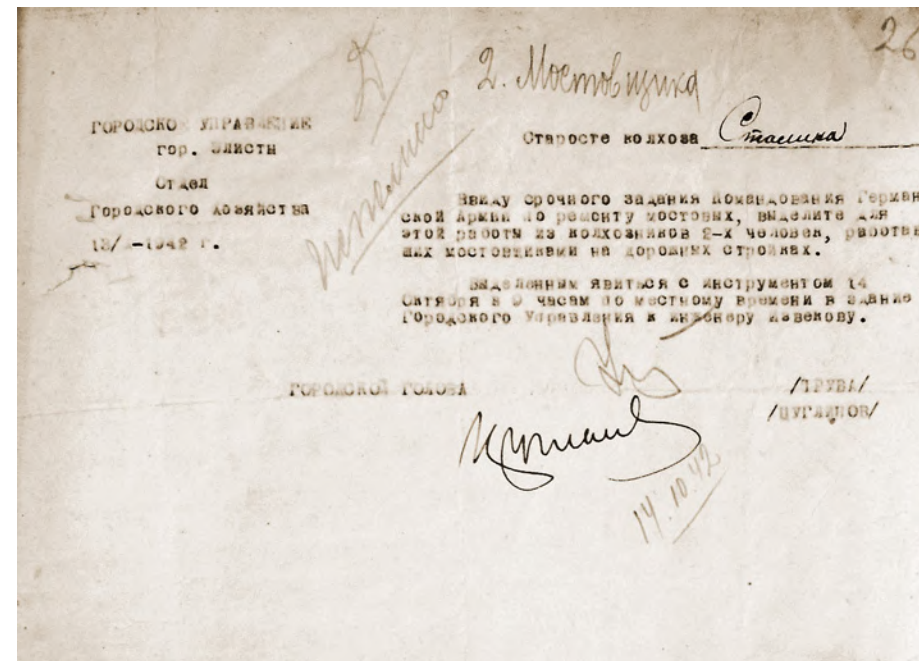 26
2. Мостовщика
ГОРОДСКОЕ УПРАВЛЕНИЕ
гор. Элисты
Старосте колхоза Сталина
Отдел
Городского хозяйства
13/ -1942 г.
Ввиду срочного задания Командования Герман
ской Армии по ремонту мостовых, выделите для
этой работы из колхозников 2-х человек, работав
ших мостовщиками на дорожных стройках.
Выделенным явиться с инструментом 14
Октября в часам по местному времени в здание
Городского Управления к инженеру Извекову.
ГОРОДСКОЙ ГОЛОВА
/ТРУБА/
/ЦУГЛИНОВ/
14.10.42